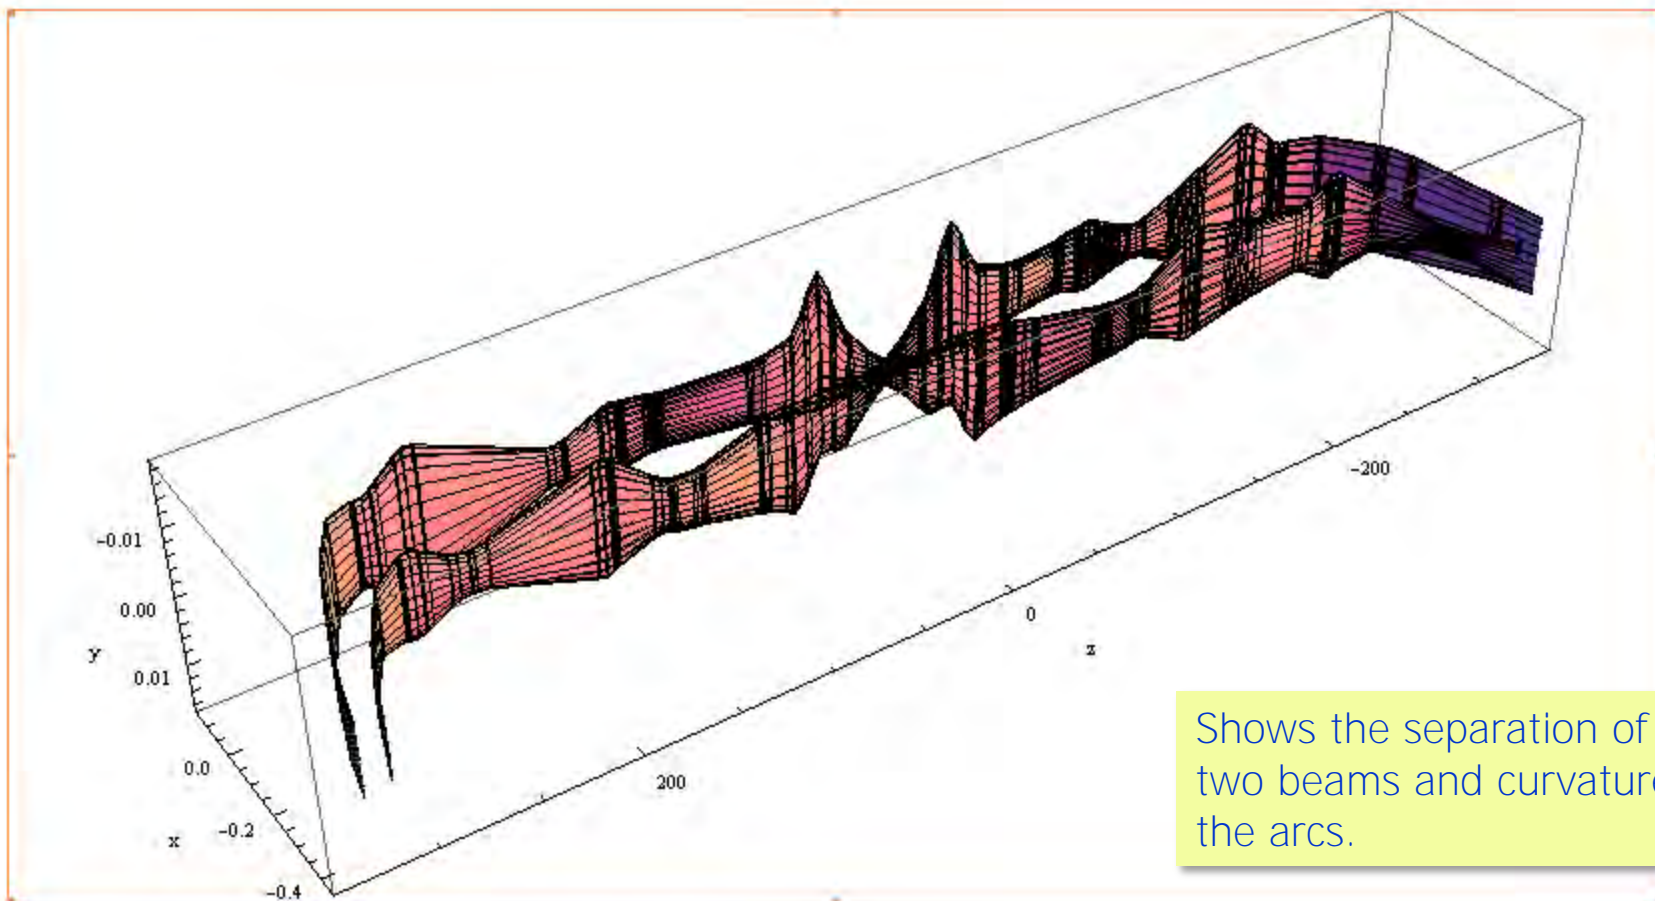 -0.01
0.00
y
0.01
0.0
x
-0.2
-0.4
200
0
z
-200
Shows the separation of
two beams and curvature
the arcs.